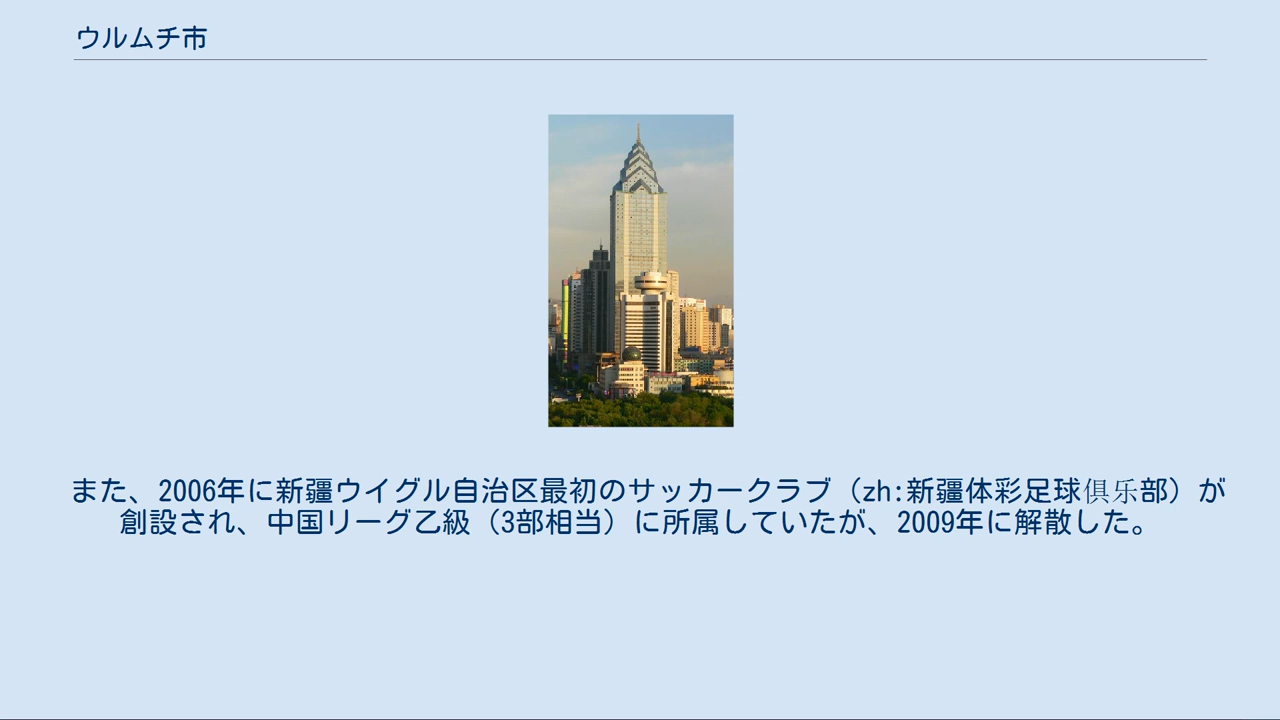 ウルムチ市
また、2006年に新疆ウイグル自治区最初のサッカークラブ（zh:新疆体彩足球俱乐部）が
創設され、中国リーグ乙級（3部相当）に所属していたが、2009年に解散した。